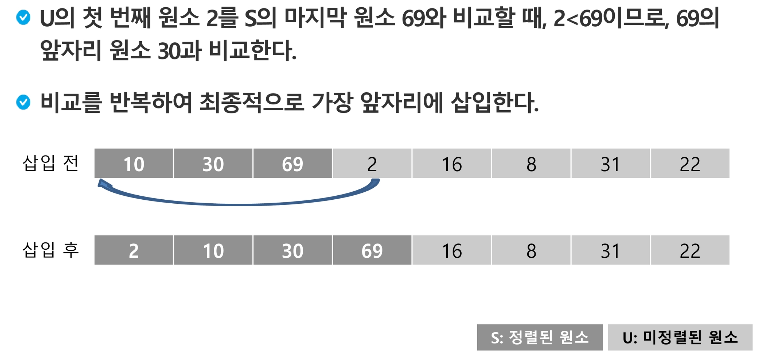 U의 첫 번째 원소 2를 S의 마지막 원소 69와 비교할 때, 2<69이므로, 69의
앞자리 원소 30과 비교한다.
비교를 반복하여 최종적으로 가장 앞자리에 삽입한다.
삽입 전 10 30 69 2 16 8 31 22
삽입 후 2 10 30 69 16 8 31 22
S: 정렬된 원소 U: 미정렬된 원소